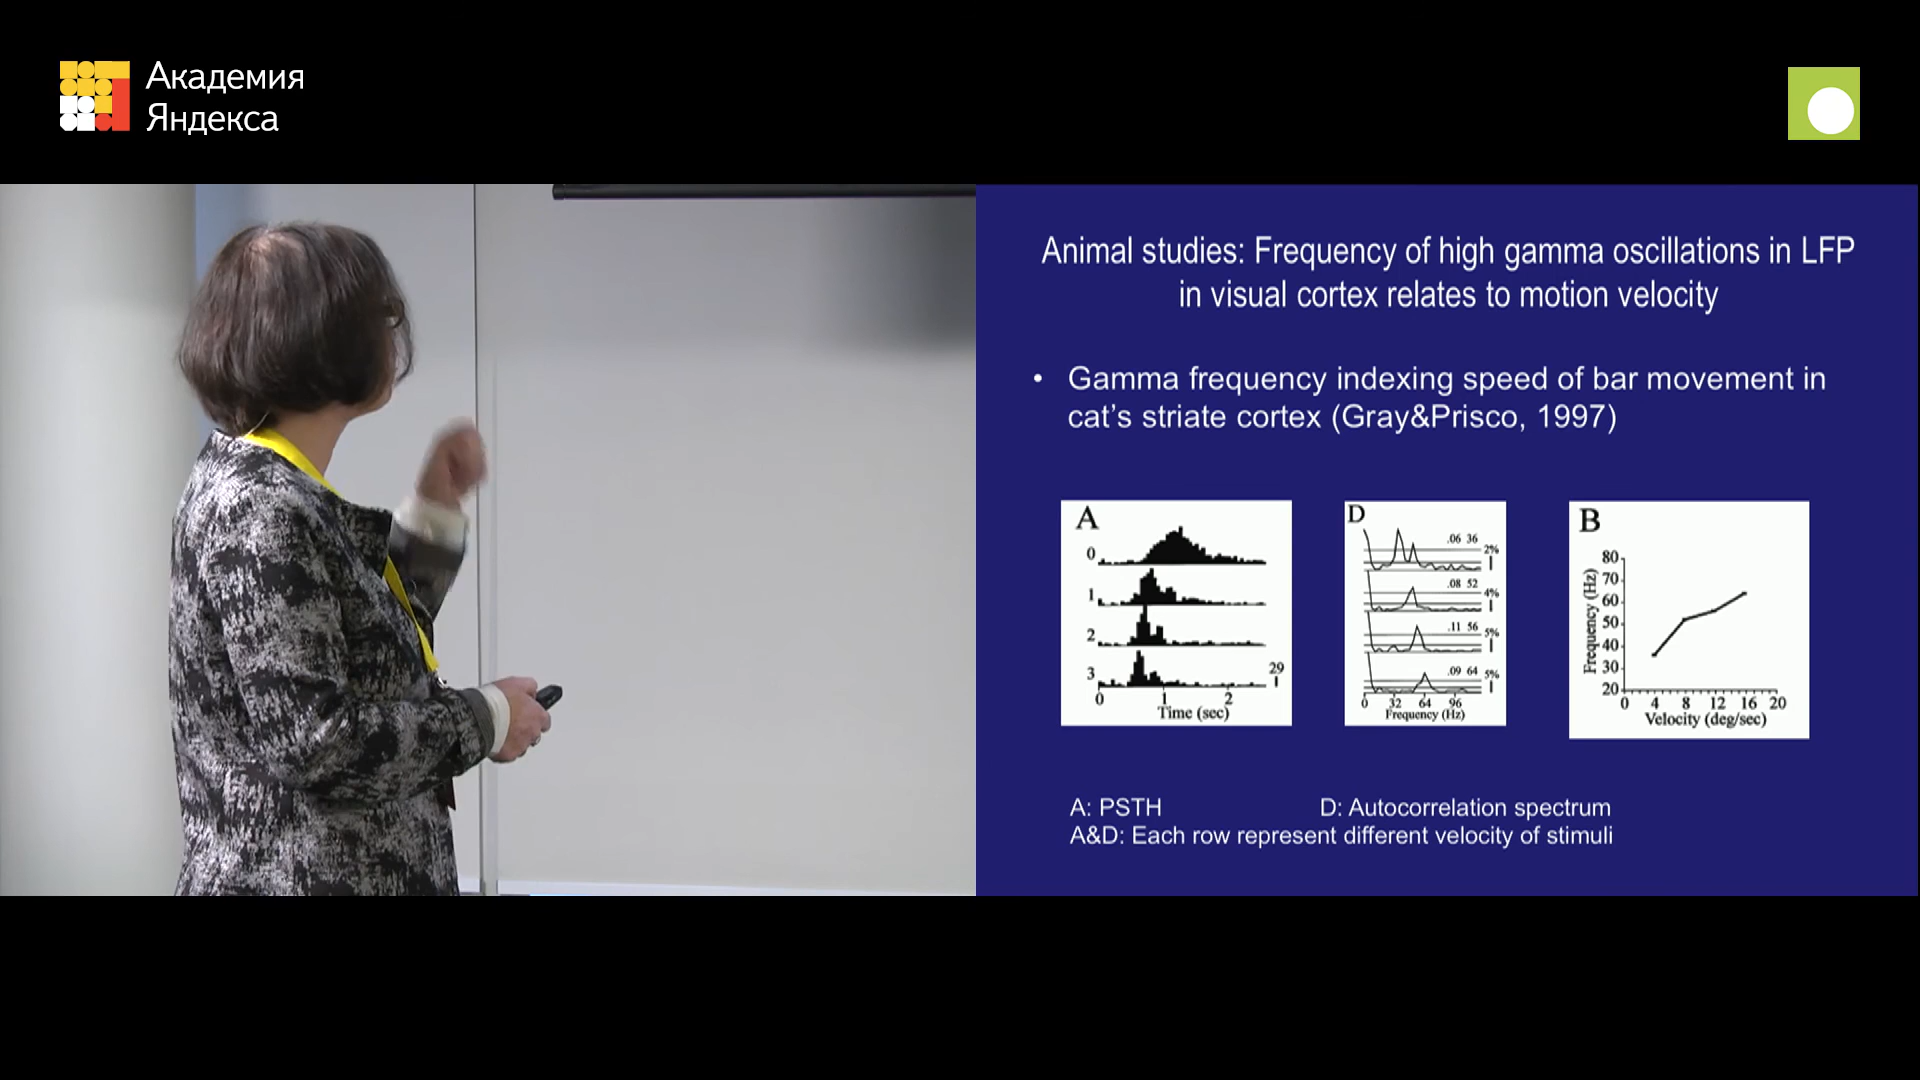 Академия
Яндекса
Animal studies: Frequency of high gamma oscillations in LFP
in visual cortex relates to motion velocity
• Gamma frequency indexing speed of bar movement in
cat's striate cortex (Gray&Prisco, 1997)
A
0
1
2
3
29
0 1 2
Time (sec)
D
.06 36
2%
.08 52
4%
.11 56
5%
.09 64
5%
0 32 64 96
Frequency (Hz)
B
80
70
60
50
40
30
20
Frequency (Hz)
0 4 8 12 16 20
Velocity (deg/sec)
A: PSTH
D: Autocorrelation spectrum
A&D: Each row represent different velocity of stimuli